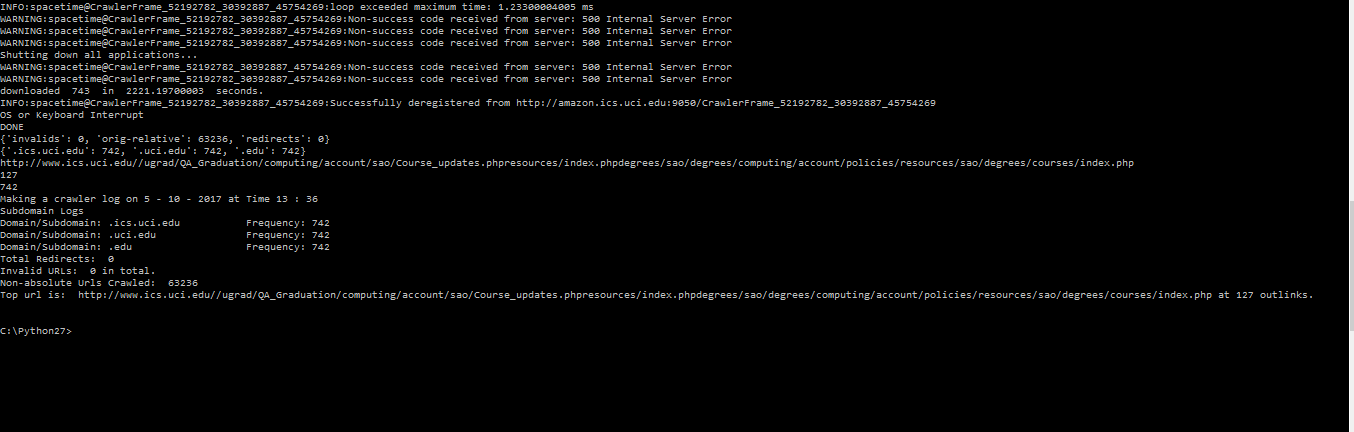 INFO:spacetime@CrawlerFrame_52192782_30392887_45754269:loop exceeded maximum time: 1.23300004005 ms
WARNING:spacetime@CrawlerFrame_52192782_30392887_45754269:Non-success code received from server: 500 Internal Server Error
WARNING:spacetime@CrawlerFrame_52192782_30392887_45754269:Non-success code received from server: 500 Internal Server Error
WARNING:spacetime@CrawlerFrame_52192782_30392887_45754269:Non-success code received from server: 500 Internal Server Error
Shutting down all applications...
WARNING:spacetime@CrawlerFrame_52192782_30392887_45754269:Non-success code received from server: 500 Internal Server Error
WARNING:spacetime@CrawlerFrame_52192782_30392887_45754269:Non-success code received from server: 500 Internal Server Error
downloaded  743  in  2221.19700003  seconds.
INFO:spacetime@CrawlerFrame_52192782_30392887_45754269:Successfully deregistered from http://amazon.ics.uci.edu:9050/CrawlerFrame_52192782_30392887_45754269
OS or Keyboard Interrupt
DONE
{'invalids': 0, 'orig-relative': 63236, 'redirects': 0}
{'.ics.uci.edu': 742, '.uci.edu': 742, '.edu': 742}
http://www.ics.uci.edu//ugrad/QA_Graduation/computing/account/sao/Course_updates.phpresources/index.phpdegrees/sao/degrees/computing/account/policies/resources/sao/degrees/courses/index.php
127
742
Making a crawler log on 5 - 10 - 2017 at Time 13 : 36
Subdomain Logs
Domain/Subdomain: .ics.uci.edu           Frequency: 742
Domain/Subdomain: .uci.edu               Frequency: 742
Domain/Subdomain: .edu                   Frequency: 742
Total Redirects:  0
Invalid URLs:  0 in total.
Non-absolute Urls Crawled:  63236
Top url is:  http://www.ics.uci.edu//ugrad/QA_Graduation/computing/account/sao/Course_updates.phpresources/index.phpdegrees/sao/degrees/computing/account/policies/resources/sao/degrees/courses/index.php at 127 outlinks.
C:\Python27>